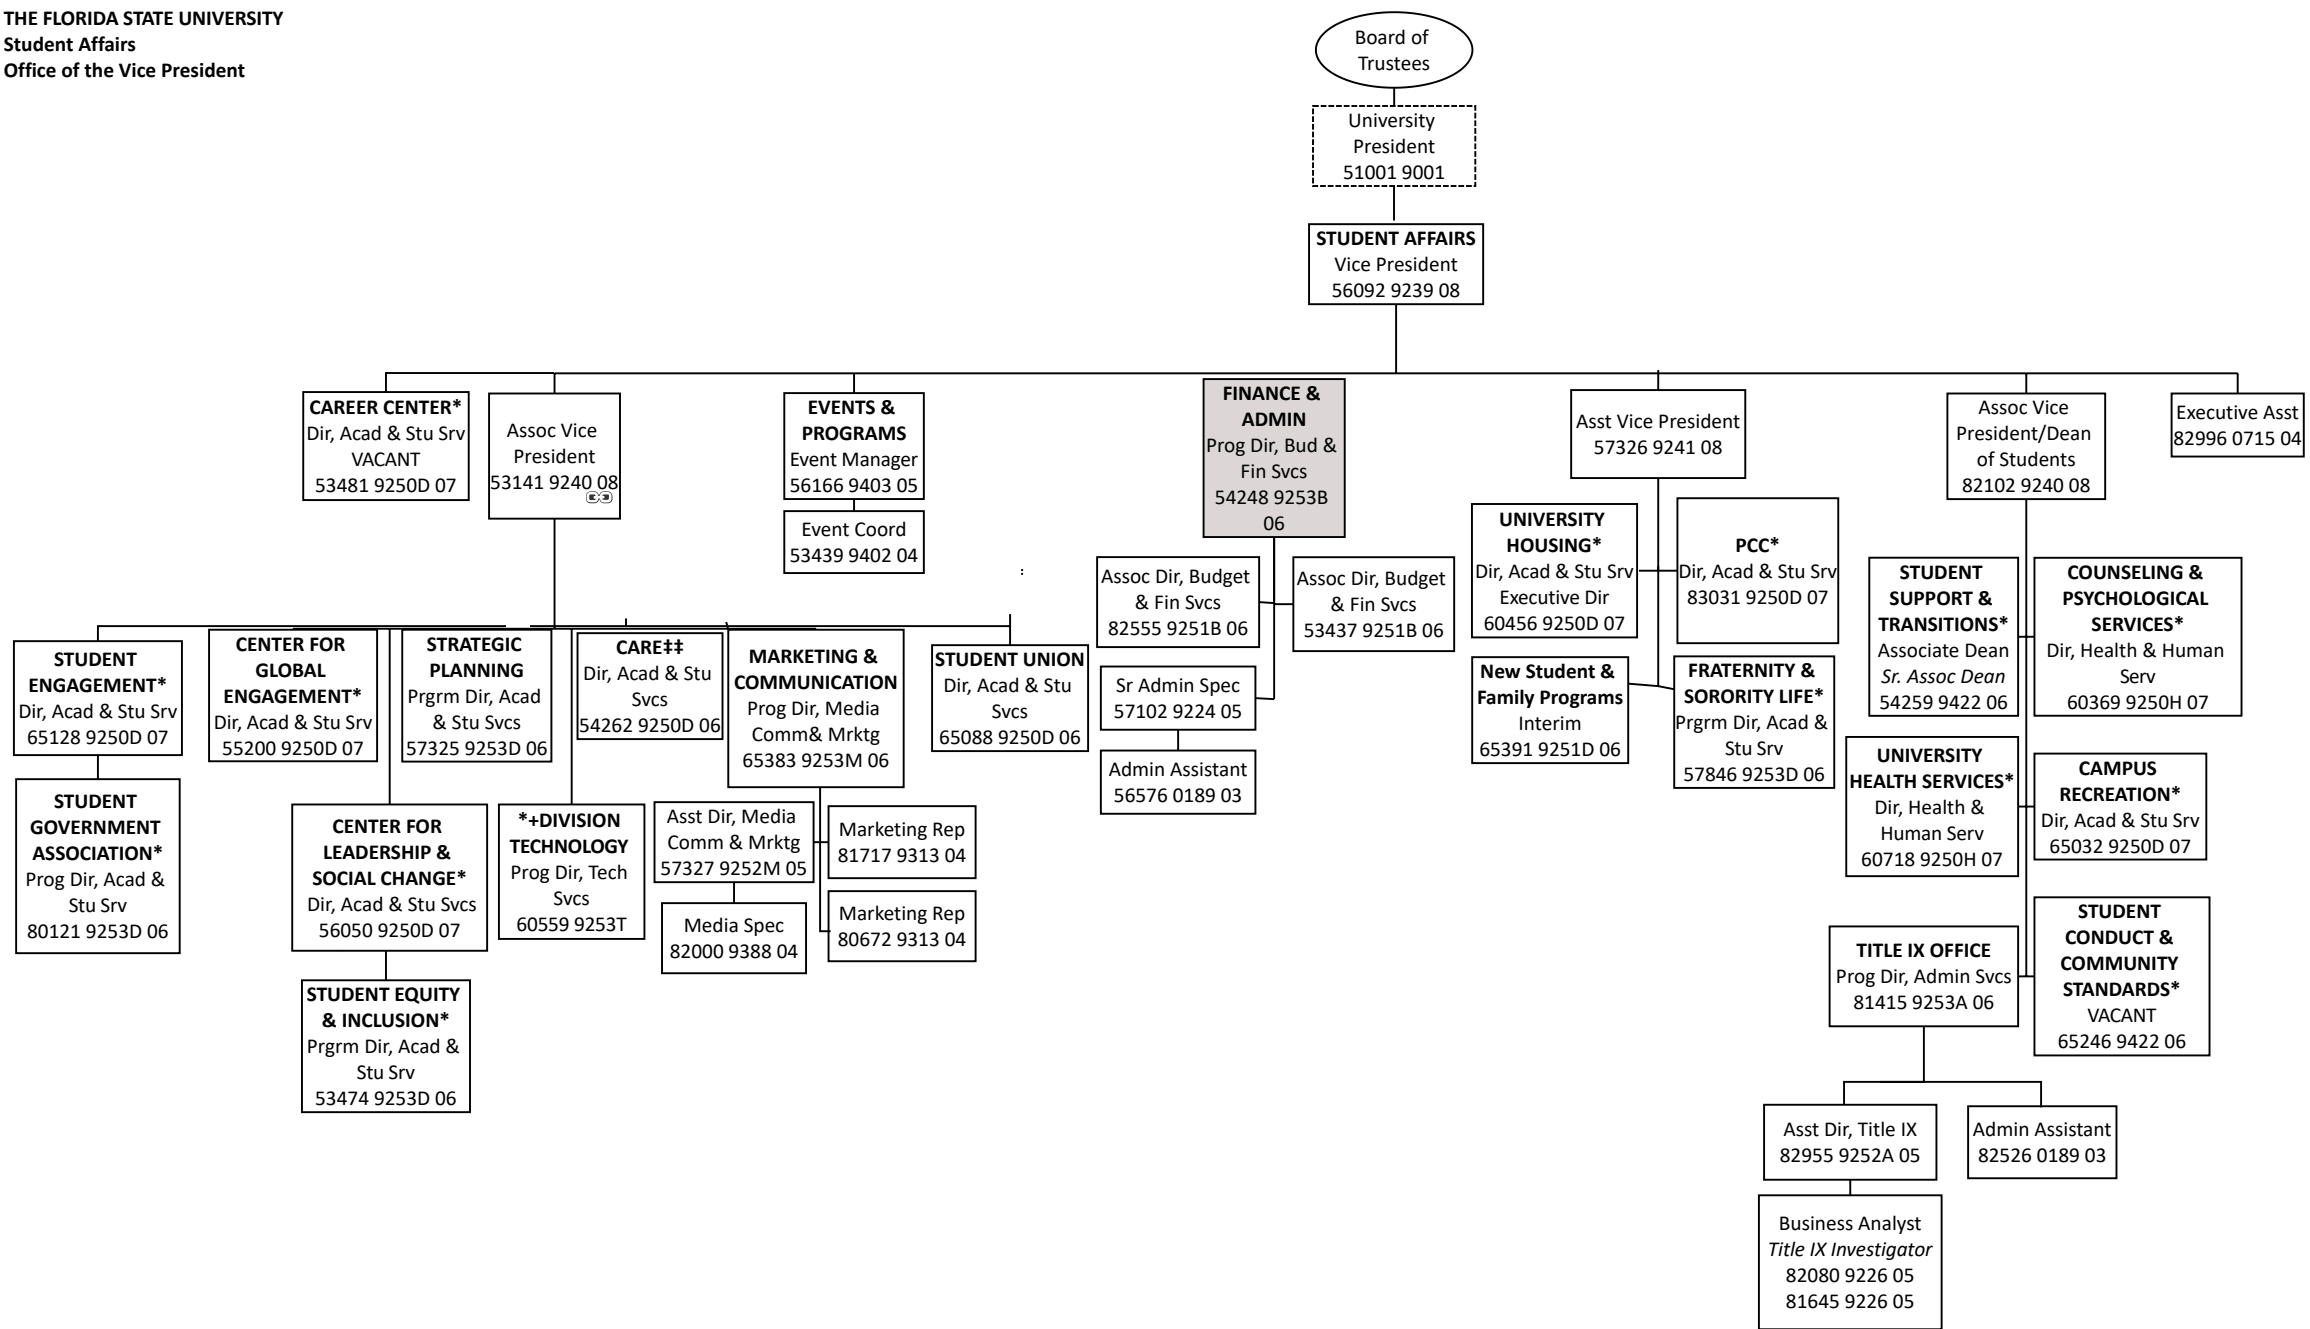 THE FLORIDA STATE UNIVERSITY
Student Affairs
Office of the Vice President
Board of
Trustees
University
President
51001 9001
STUDENT AFFAIRS
Vice President
56092 9239 08
CAREER CENTER*
Dir, Acad & Stu Srv
VACANT
53481 9250D 07
Assoc Vice
President
53141 9240 08
EVENTS &
PROGRAMS
Event Manager
56166 9403 05
Event Coord
53439 9402 04
FINANCE &
ADMIN
Prog Dir, Bud &
Fin Svcs
54248 9253B
06
Asst Vice President
57326 9241 08
Assoc Vice
President/Dean
of Students
82102 9240 08
Executive Asst
82996 0715 04
:
Assoc Dir, Budget
& Fin Svcs
82555 9251B 06
Assoc Dir, Budget
& Fin Svcs
53437 9251B 06
Sr Admin Spec
57102 9224 05
Admin Assistant
56576 0189 03
UNIVERSITY
HOUSING*
Dir, Acad & Stu Srv
Executive Dir
60456 9250D 07
PCC*
Dir, Acad & Stu Srv
83031 9250D 07
New Student &
Family Programs
Interim
65391 9251D 06
FRATERNITY &
SORORITY LIFE*
Prgrm Dir, Acad &
Stu Srv
57846 9253D 06
STUDENT
SUPPORT &
TRANSITIONS*
Associate Dean
Sr. Assoc Dean
54259 9422 06
COUNSELING &
PSYCHOLOGICAL
SERVICES*
Dir, Health & Human
Serv
60369 9250H 07
UNIVERSITY
HEALTH SERVICES*
Dir, Health &
Human Serv
60718 9250H 07
CAMPUS
RECREATION*
Dir, Acad & Stu Srv
65032 9250D 07
TITLE IX OFFICE
Prog Dir, Admin Svcs
81415 9253A 06
STUDENT
CONDUCT &
COMMUNITY
STANDARDS*
VACANT
65246 9422 06
Asst Dir, Title IX
82955 9252A 05
Admin Assistant
82526 0189 03
Business Analyst
Title IX Investigator
82080 9226 05
81645 9226 05
STUDENT
ENGAGEMENT*
Dir, Acad & Stu Srv
65128 9250D 07
STUDENT
GOVERNMENT
ASSOCIATION*
Prog Dir, Acad &
Stu Srv
80121 9253D 06
CENTER FOR
GLOBAL
ENGAGEMENT*
Dir, Acad & Stu Srv
55200 9250D 07
STRATEGIC
PLANNING
Prgrm Dir, Acad
& Stu Svcs
57325 9253D 06
CARE‡‡
Dir, Acad & Stu
Svcs
54262 9250D 06
MARKETING &
COMMUNICATION
Prog Dir, Media
Comm& Mrktg
65383 9253M 06
STUDENT UNION
Dir, Acad & Stu
Svcs
65088 9250D 06
CENTER FOR
LEADERSHIP &
SOCIAL CHANGE*
Dir, Acad & Stu Svcs
56050 9250D 07
*+DIVISION
TECHNOLOGY
Prog Dir, Tech
Svcs
60559 9253T
Asst Dir, Media
Comm & Mrktg
57327 9252M 05
Marketing Rep
81717 9313 04
Media Spec
82000 9388 04
Marketing Rep
80672 9313 04
STUDENT EQUITY
& INCLUSION*
Prgrm Dir, Acad &
Stu Srv
53474 9253D 06